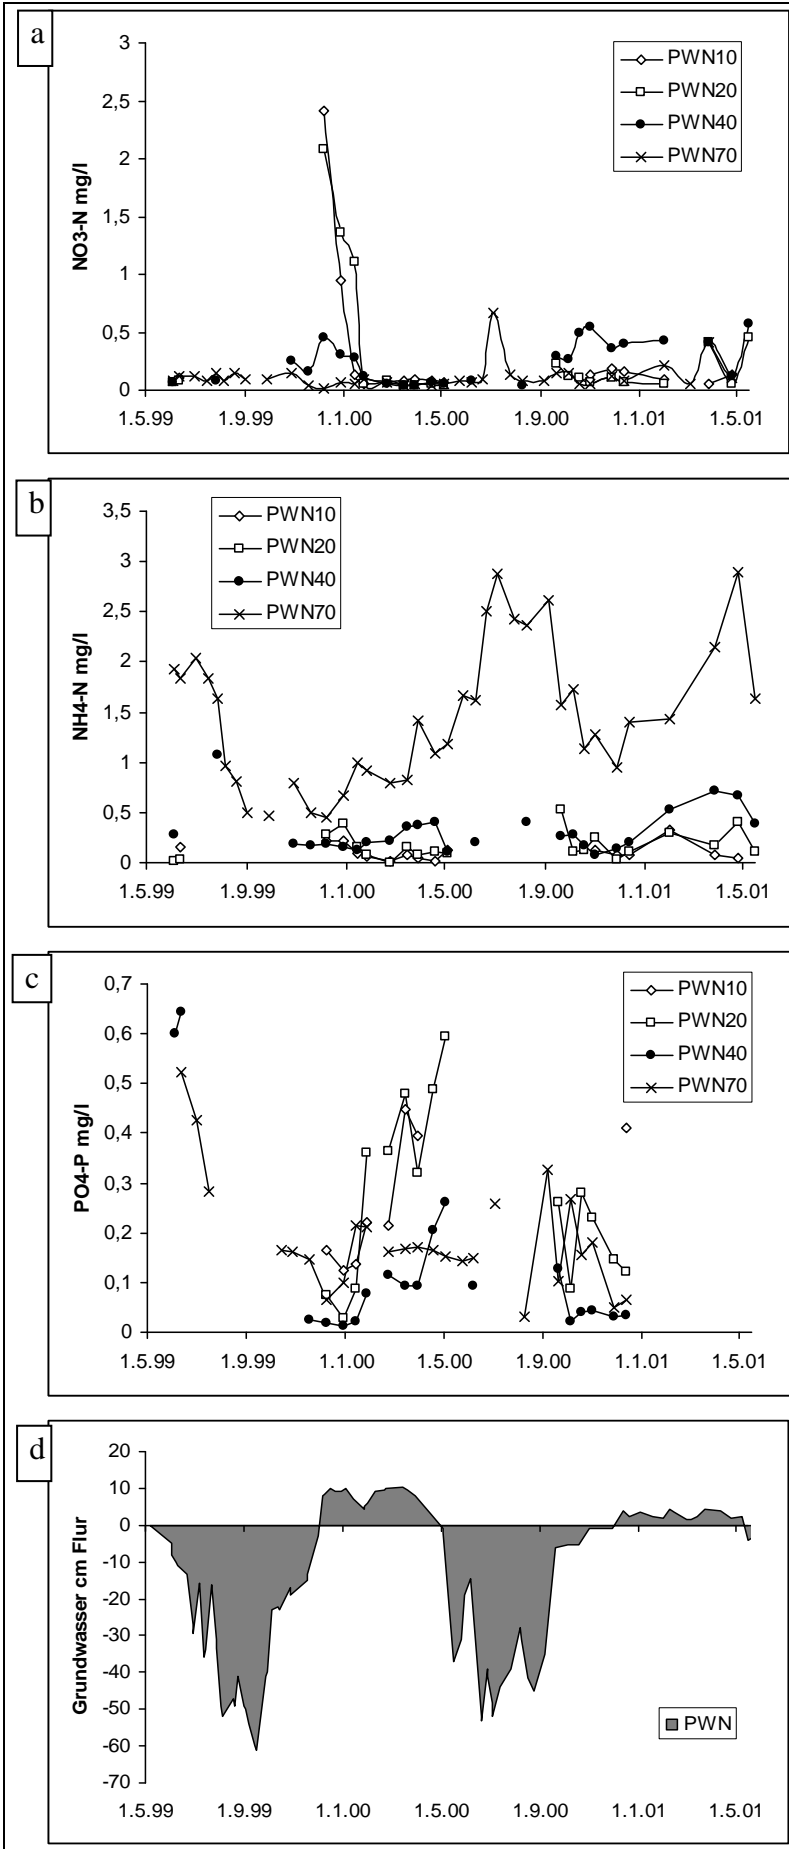 a
3
2,5
2
1,5
1
0,5
0
NO3-N mg/l
PWN10
PWN20
PWN40
PWN70
1.5.99 1.9.99 1.1.00 1.5.00 1.9.00 1.1.01 1.5.01
b
3,5
3
2,5
2
1,5
1
0,5
0
NH4-N mg/l
PWN10
PWN20
PWN40
PWN70
1.5.99 1.9.99 1.1.00 1.5.00 1.9.00 1.1.01 1.5.01
c
0,7
0,6
0,5
0,4
0,3
0,2
0,1
0
PO4-P mg/l
PWN10
PWN20
PWN40
PWN70
1.5.99 1.9.99 1.1.00 1.5.00 1.9.00 1.1.01 1.5.01
d
20
10
0
-10
-20
-30
-40
-50
-60
-70
Grundwasser cm Flur
PWN
1.5.99 1.9.99 1.1.00 1.5.00 1.9.00 1.1.01 1.5.01